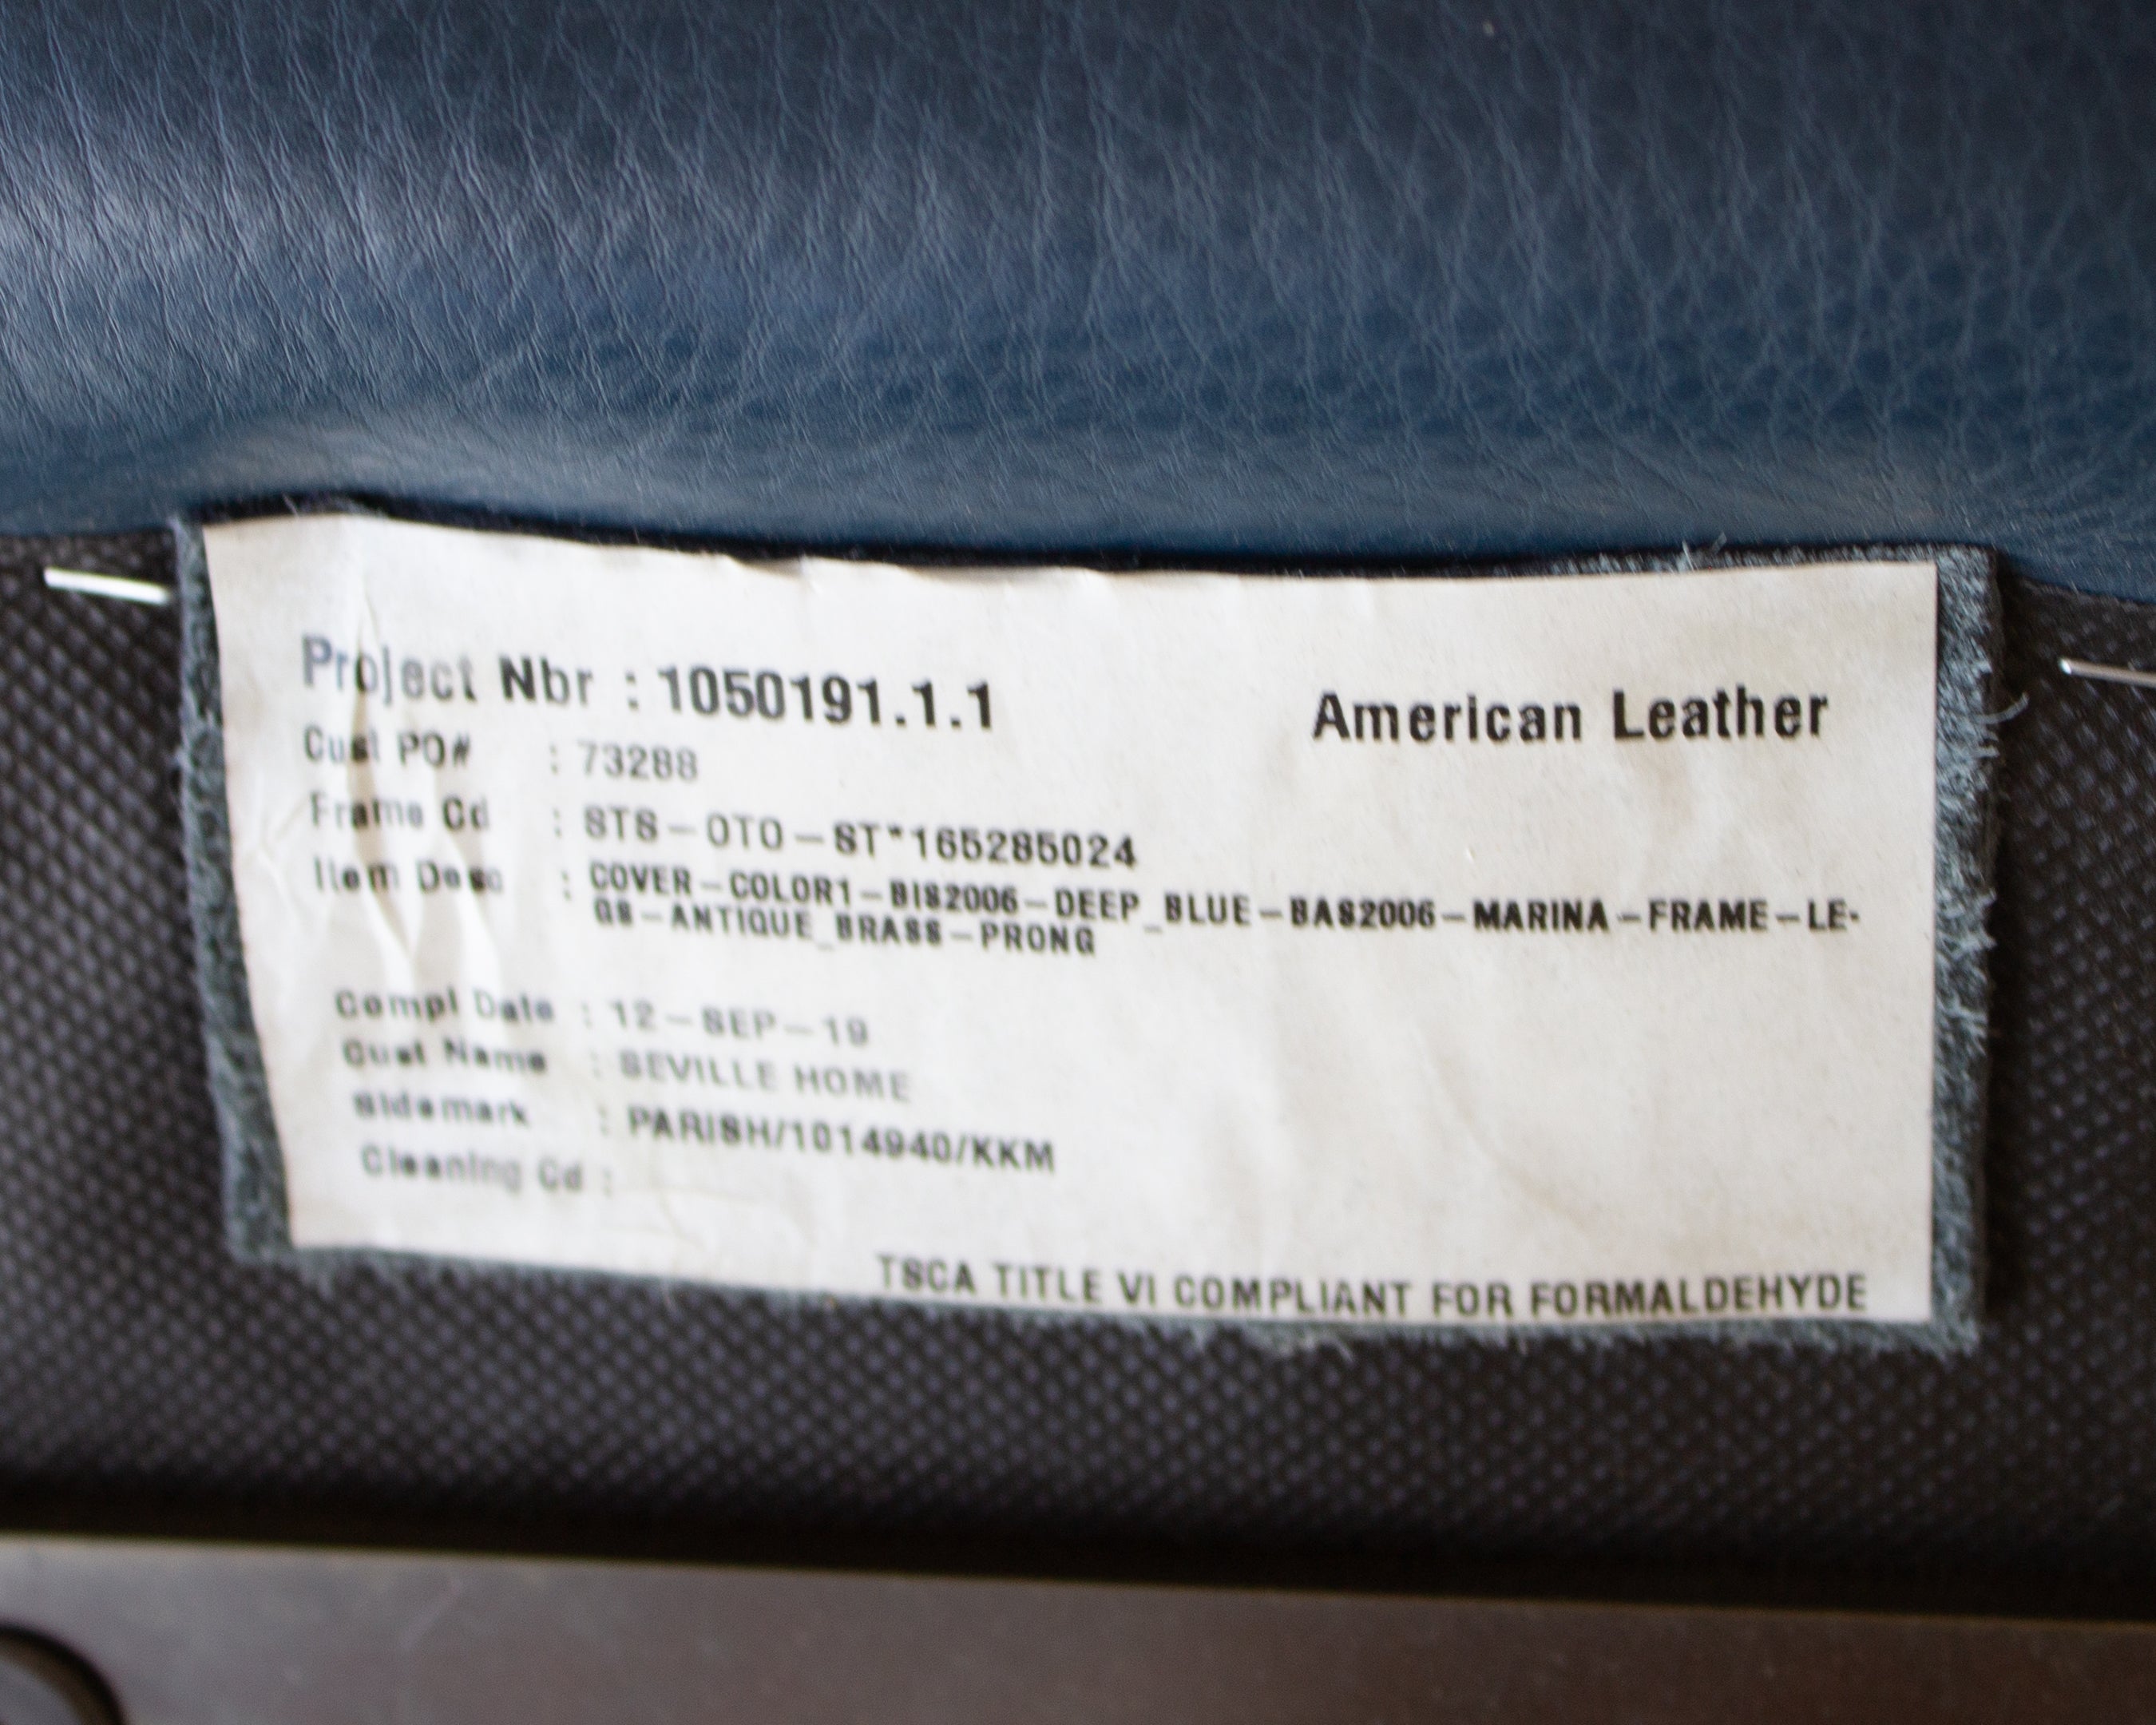 Project Nbr : 1050191.1.1
American Leather
Cust PO# : 73288
Frame Cd : STS-OTO-ST*165285024
Item Desc : COVER-COLOR1-BIS2006-DEEP_BLUE-BAS2006-MARINA-FRAME-LE-
GS-ANTIQUE_BRASS-PRONG
Compl Date : 12-SEP-19
Cust Name : SEVILLE HOME
Sidemark : PARISH/1014940/KKM
Cleaning Cd :
TSCA TITLE VI COMPLIANT FOR FORMALDEHYDE